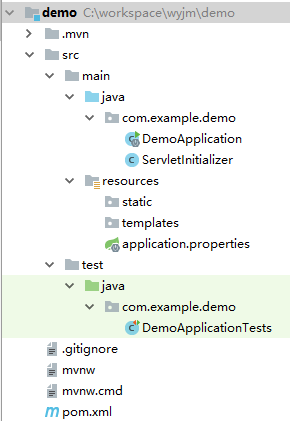 demo C:\workspace\wyjm\demo
.mvn
src
main
java
com.example.demo
DemoApplication
ServletInitializer
resources
static
templates
application.properties
test
java
com.example.demo
DemoApplicationTests
.gitignore
mvnw
mvnw.cmd
pom.xml